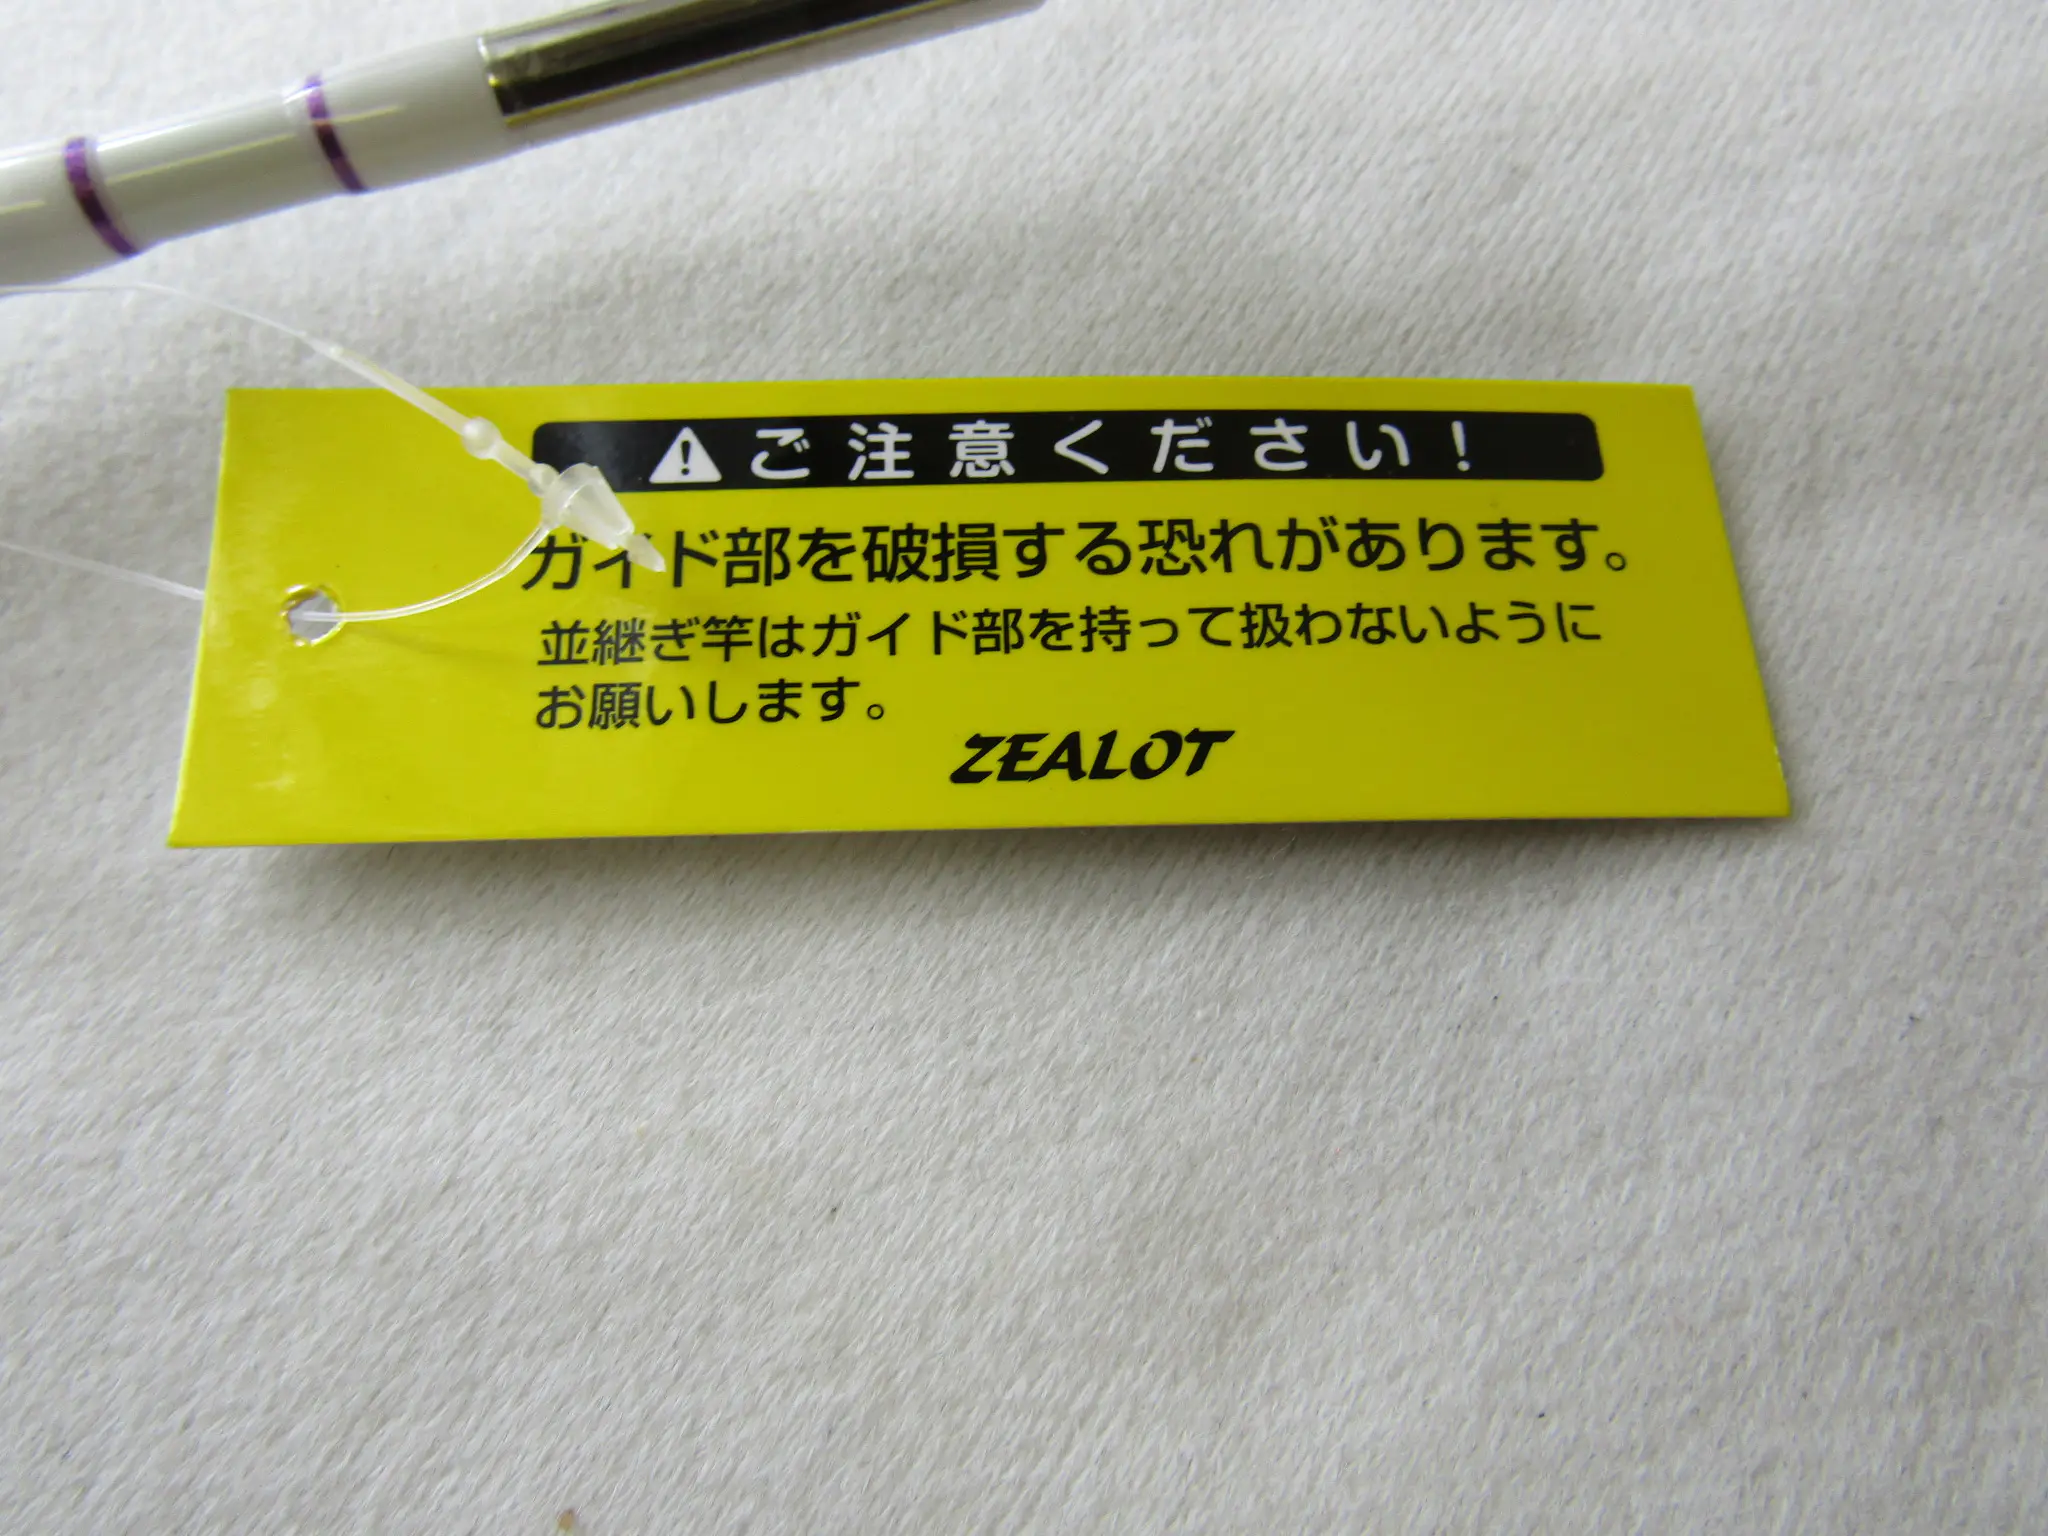 ご注意ください!
ガイド部を破損する恐れがあります。
並継ぎ竿はガイド部を持って扱わないように
お願いします。
ZEALOT